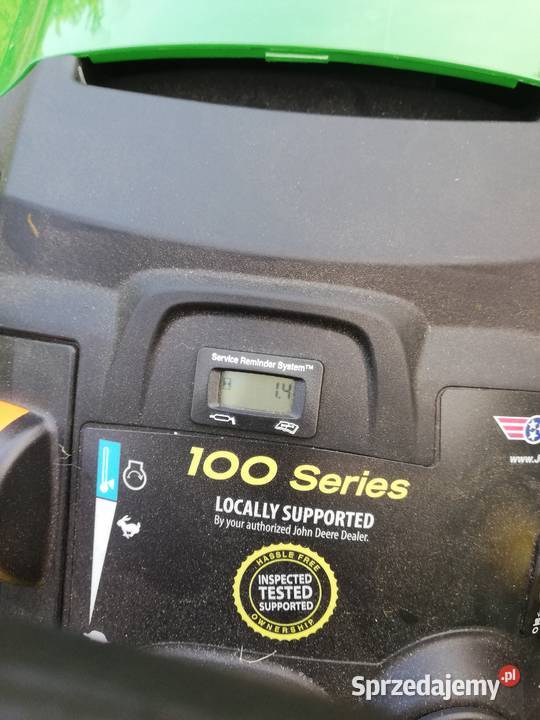 Service Reminder System™
1.4
100 Series
LOCALLY SUPPORTED
By your authorized John Deere Dealer.
HASSLE FREE
INSPECTED
TESTED
SUPPORTED
OWNERSHIP
www.J
Sprzedajemy.pl